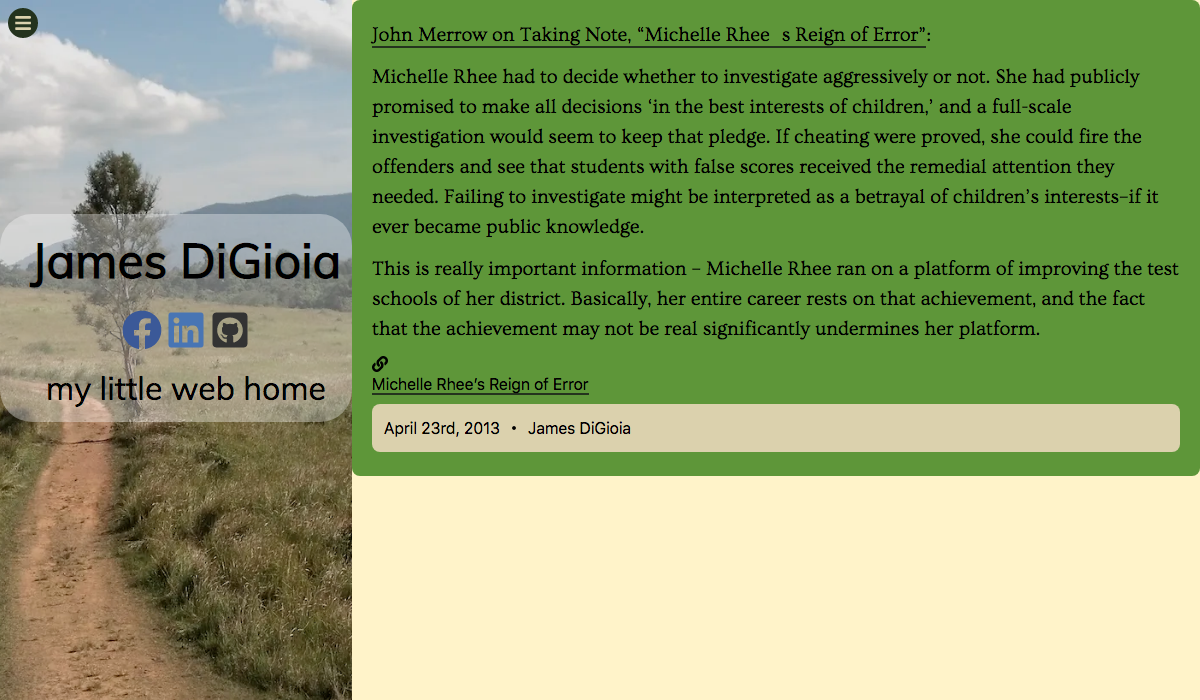 James DiGioia
my little web home
John Merrow on Taking Note, “Michelle Rhee s Reign of Error”:
Michelle Rhee had to decide whether to investigate aggressively or not. She had publicly
promised to make all decisions ‘in the best interests of children,’ and a full-scale
investigation would seem to keep that pledge. If cheating were proved, she could fire the
offenders and see that students with false scores received the remedial attention they
needed. Failing to investigate might be interpreted as a betrayal of children’s interests–if it
ever became public knowledge.
This is really important information – Michelle Rhee ran on a platform of improving the test
schools of her district. Basically, her entire career rests on that achievement, and the fact
that the achievement may not be real significantly undermines her platform.
Michelle Rhee’s Reign of Error
April 23rd, 2013 • James DiGioia